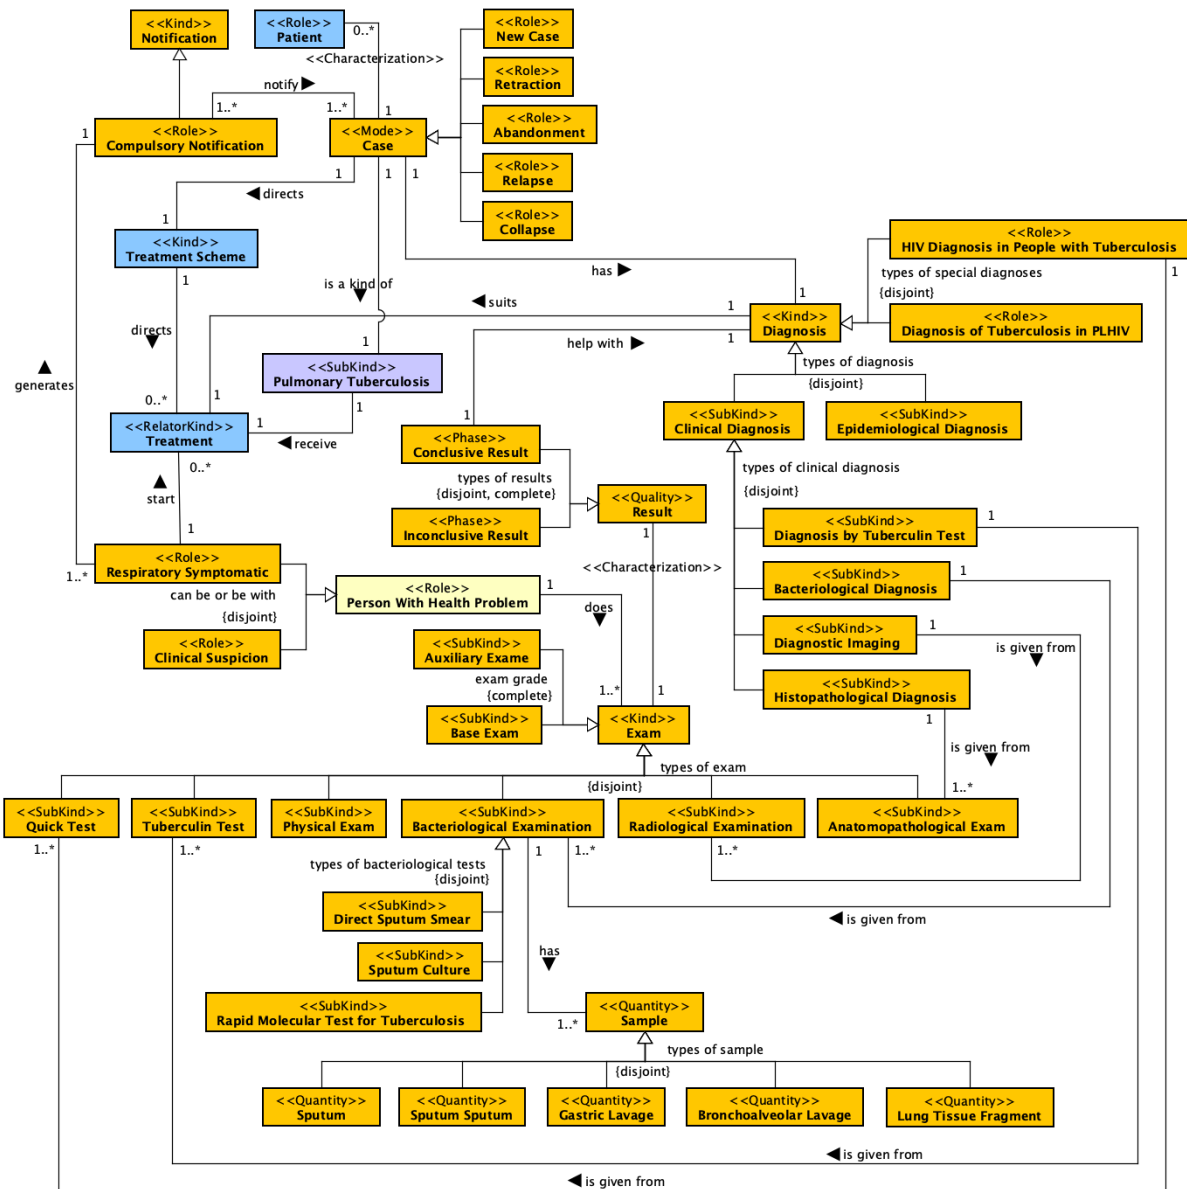 <<Kind>>
Notification
<<Role>>
Patient
0..*
<<Characterization>>
<<Role>>
New Case
<<Role>>
Retraction
<<Role>>
Abandonment
<<Role>>
Relapse
<<Role>>
Collapse
notify ▶
1..*
1..*
1
1
<<Role>>
Compulsory Notification
<<Mode>>
Case
1
1
1
◀ directs
1
<<Kind>>
Treatment Scheme
1
has ▶
is a kind of
▼
◀ suits
<<Role>>
HIV Diagnosis in People with Tuberculosis
1
types of special diagnoses
{disjoint}
<<Role>>
Diagnosis of Tuberculosis in PLHIV
1
1
<<Kind>>
Diagnosis
1
directs
▼
help with ▶
types of diagnosis
{disjoint}
1
<<SubKind>>
Pulmonary Tuberculosis
▲
generates
0..*
1
1
1
1
<<RelatorKind>>
Treatment
◀ receive
<<SubKind>>
Clinical Diagnosis
<<SubKind>>
Epidemiological Diagnosis
<<Phase>>
Conclusive Result
0..*
▲
start
1
types of results
{disjoint, complete}
types of clinical diagnosis
{disjoint}
<<Quality>>
Result
<<Phase>>
Inconclusive Result
1
<<SubKind>>
Diagnosis by Tuberculin Test
1
<<Characterization>>
<<Role>>
Respiratory Symptomatic
1..*
can be or be with
{disjoint}
<<Role>>
Person With Health Problem
1
does
▼
<<SubKind>>
Bacteriological Diagnosis
1
<<SubKind>>
Diagnostic Imaging
1
is given from
▼
<<Role>>
Clinical Suspicion
<<SubKind>>
Auxiliary Exame
exam grade
{complete}
1..*
1
<<SubKind>>
Histopathological Diagnosis
1
<<SubKind>>
Base Exam
<<Kind>>
Exam
is given from
▼
types of exam
{disjoint}
1..*
<<SubKind>>
Quick Test
<<SubKind>>
Tuberculin Test
<<SubKind>>
Physical Exam
<<SubKind>>
Bacteriological Examination
<<SubKind>>
Radiological Examination
<<SubKind>>
Anatomopathological Exam
1..*
1..*
1
1..*
1..*
types of bacteriological tests
{disjoint}
<<SubKind>>
Direct Sputum Smear
◀ is given from
<<SubKind>>
Sputum Culture
has
▼
<<SubKind>>
Rapid Molecular Test for Tuberculosis
1..*
<<Quantity>>
Sample
types of sample
{disjoint}
<<Quantity>>
Sputum
<<Quantity>>
Sputum Sputum
<<Quantity>>
Gastric Lavage
<<Quantity>>
Bronchoalveolar Lavage
<<Quantity>>
Lung Tissue Fragment
◀ is given from
◀ is given from